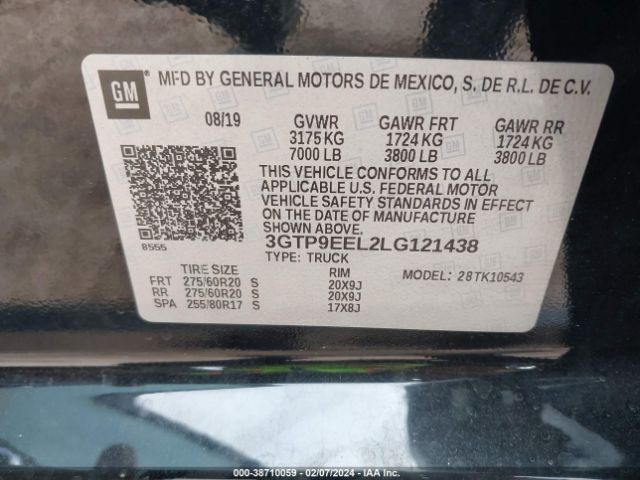 GM
MFD BY GENERAL MOTORS DE MEXICO, S. DE R.L. DE C.V.
08/19 GVWR GAWR FRT GAWR RR
3175 KG 1724 KG 1724 KG
7000 LB 3800 LB 3800 LB
THIS VEHICLE CONFORMS TO ALL
APPLICABLE U.S. FEDERAL MOTOR
VEHICLE SAFETY STANDARDS IN EFFECT
ON THE DATE OF MANUFACTURE
SHOWN ABOVE.
8555 3GTP9EEL2LG121438
TYPE: TRUCK
TIRE SIZE RIM MODEL: 28TK10543
FRT 275/60R20 S 20X9J
RR 275/60R20 S 20X9J
SPA 255/80R17 S 17X8J
000-38710059 — 02/07/2024 — IAA Inc.